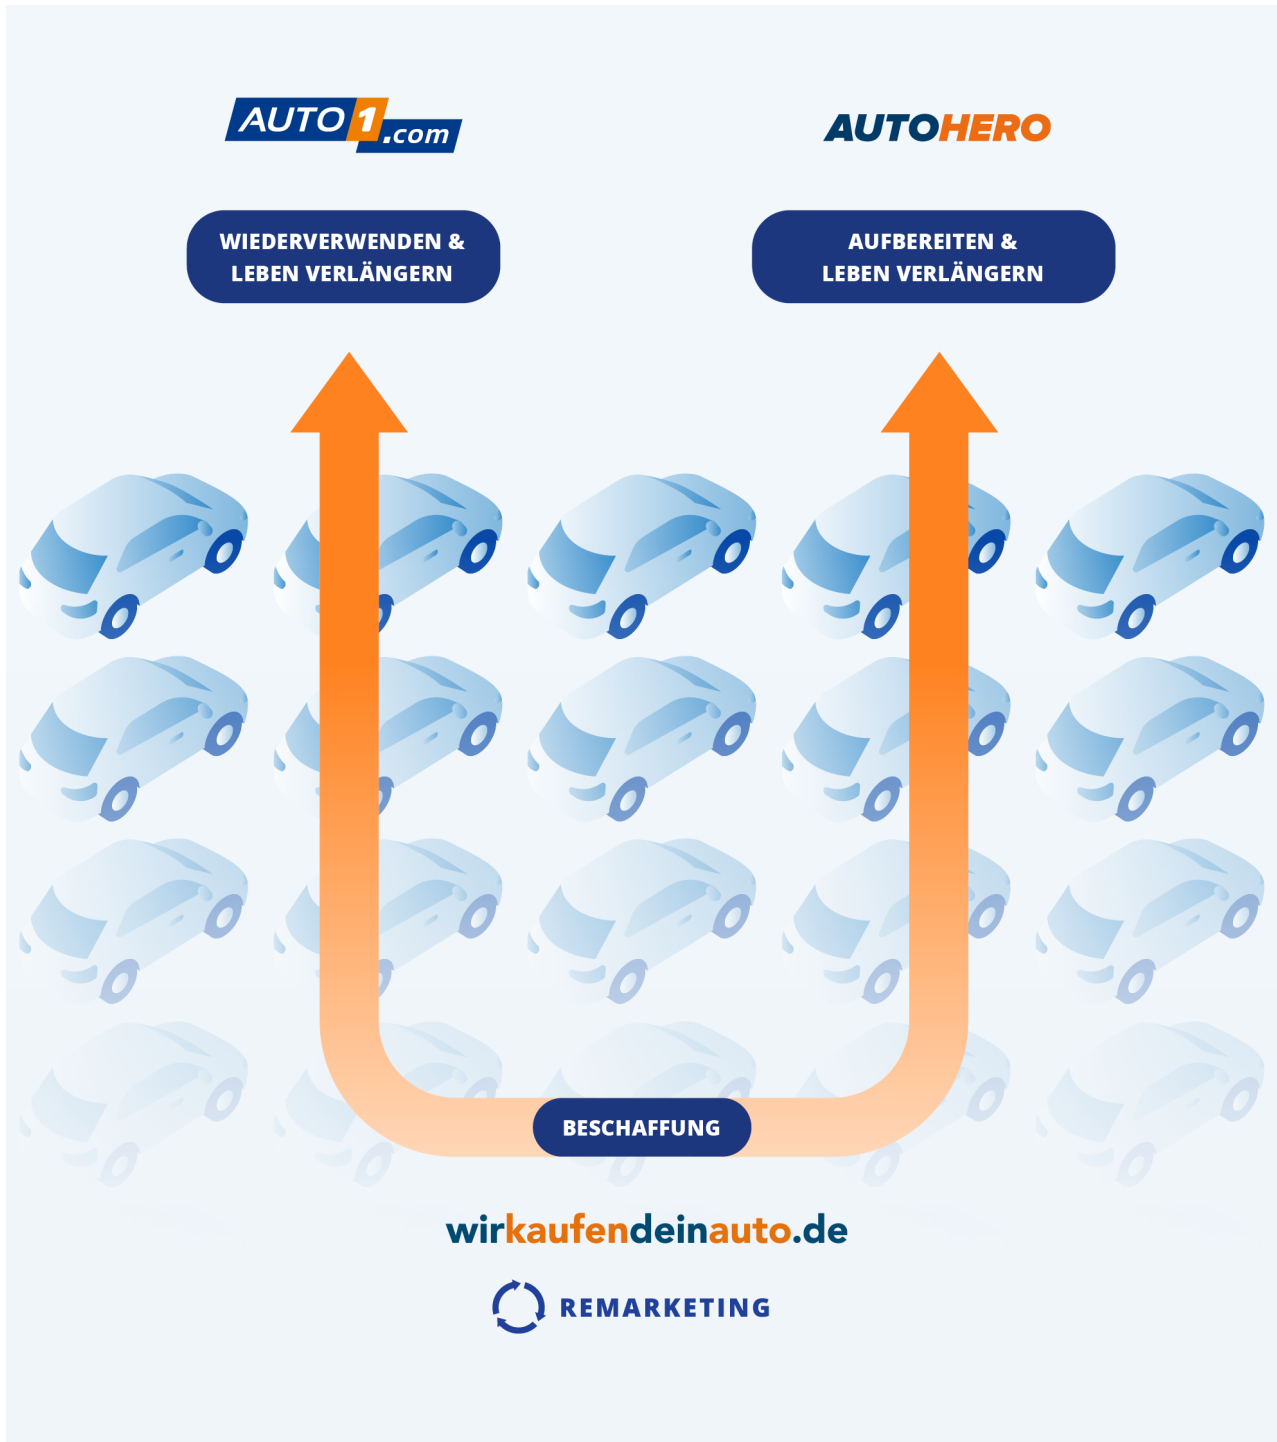 AUTO1.com
AUTOHERO
WIEDERVERWENDEN &
LEBEN VERLÄNGERN
AUFBEREITEN &
LEBEN VERLÄNGERN
BESCHAFFUNG
wirkaufendeinauto.de
REMARKETING